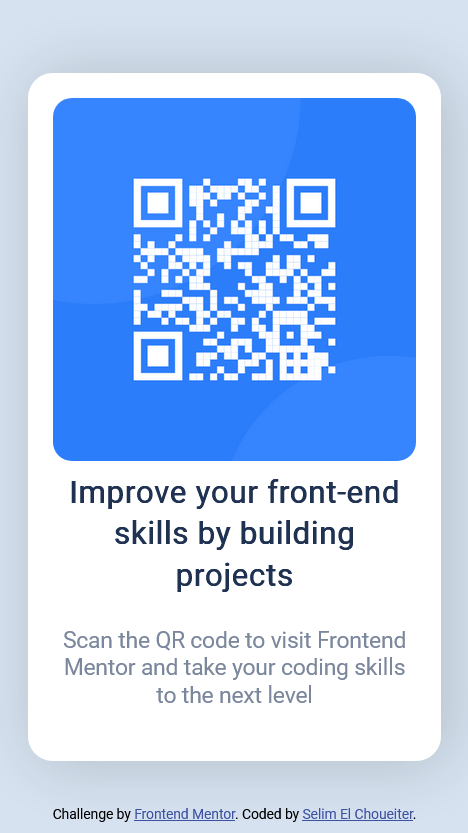 Improve your front-end
skills by building
projects
Scan the QR code to visit Frontend
Mentor and take your coding skills
to the next level
Challenge by Frontend Mentor. Coded by Selim El Choueiter.